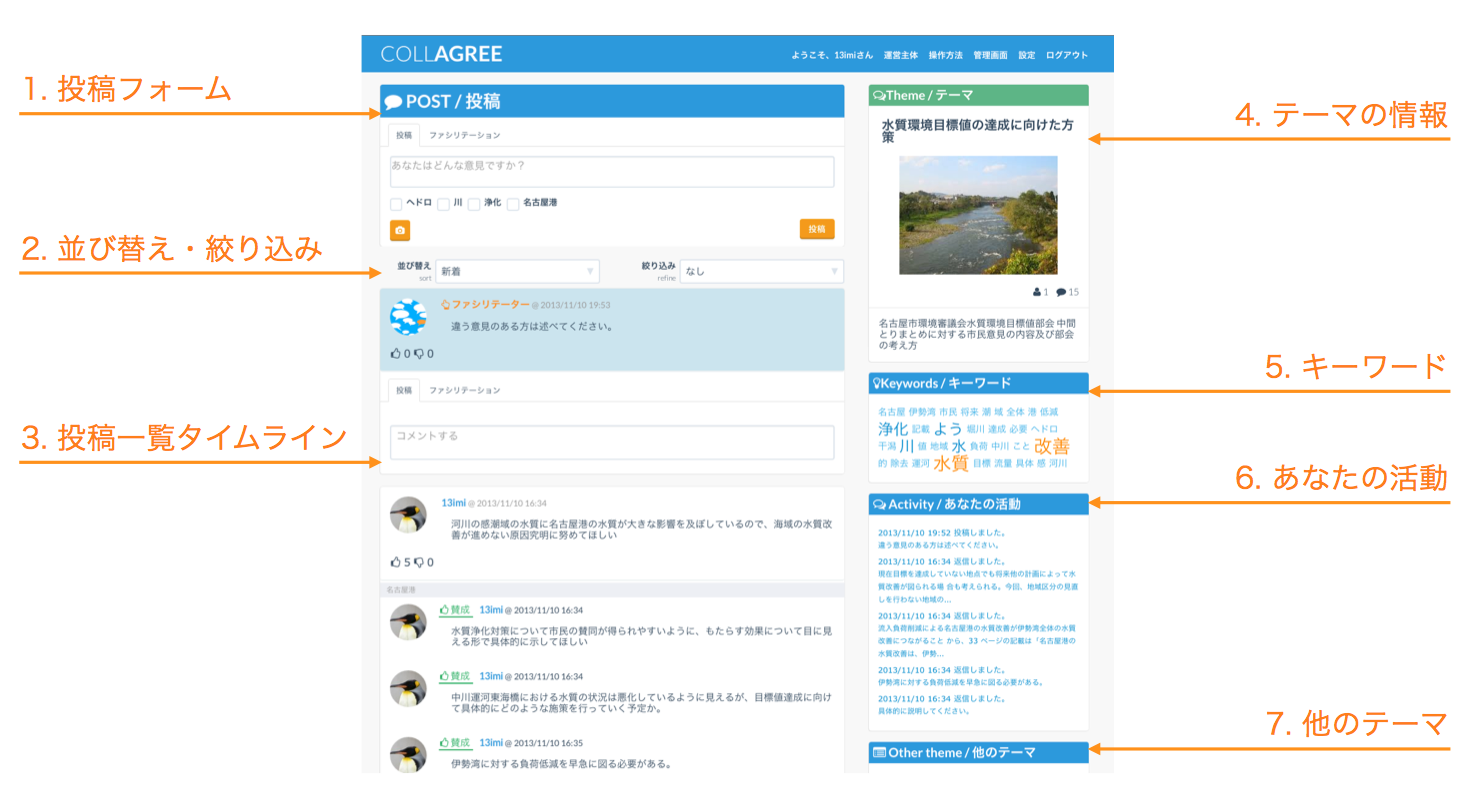 COLLAGREE
ようこそ、13imiさん 運営主体 操作方法 管理画面 設定 ログアウト
1. 投稿フォーム
POST / 投稿
投稿 ファシリテーション
あなたはどんな意見ですか？
ヘドロ 川 浄化 名古屋港
投稿
2. 並び替え・絞り込み
並び替え
sort
新着
絞り込み
refine
なし
ファシリテーター @ 2013/11/10 19:53
違う意見のある方は述べてください。
0 0
投稿 ファシリテーション
コメントする
3. 投稿一覧タイムライン
13imi @ 2013/11/10 16:34
河川の感潮域の水質に名古屋港の水質が大きな影響を及ぼしているので、海域の水質改
善が進めない原因究明に努めてほしい
5 0
名古屋港
賛成 13imi @ 2013/11/10 16:34
水質浄化対策について市民の賛同が得られやすいように、もたらす効果について目に見
える形で具体的に示してほしい
賛成 13imi @ 2013/11/10 16:34
中川運河東海橋における水質の状況は悪化しているように見えるが、目標値達成に向け
て具体的にどのような施策を行っていく予定か。
賛成 13imi @ 2013/11/10 16:35
伊勢湾に対する負荷低減を早急に図る必要がある。
Theme / テーマ
4. テーマの情報
水質環境目標値の達成に向けた方
策
1 15
名古屋市環境審議会水質環境目標値部会 中間
とりまとめに対する市民意見の内容及び部会
の考え方
5. キーワード
Keywords / キーワード
名古屋 伊勢湾 市民 将来 潮 域 全体 港 低減
浄化 記載 よう 堀川 達成 必要 ヘドロ
干潟 川 値 地域 水 負荷 中川 こと 改善
的 除去 運河 水質 目標 流量 具体 感 河川
6. あなたの活動
Activity / あなたの活動
2013/11/10 19:52 投稿しました。
違う意見のある方は述べてください。
2013/11/10 16:34 返信しました。
現在目標を達成していない地点でも将来他の計画によって水
質改善が図られる場 合も考えられる。今回、地域区分の見直
しを行わない地域の...
2013/11/10 16:34 返信しました。
流入負荷削減による名古屋港の水質改善が伊勢湾全体の水質
改善につながること から、33 ページの記載は「名古屋港の
水質改善は、伊勢...
2013/11/10 16:34 返信しました。
伊勢湾に対する負荷低減を早急に図る必要がある。
2013/11/10 16:34 返信しました。
具体的に説明してください。
7. 他のテーマ
Other theme / 他のテーマ